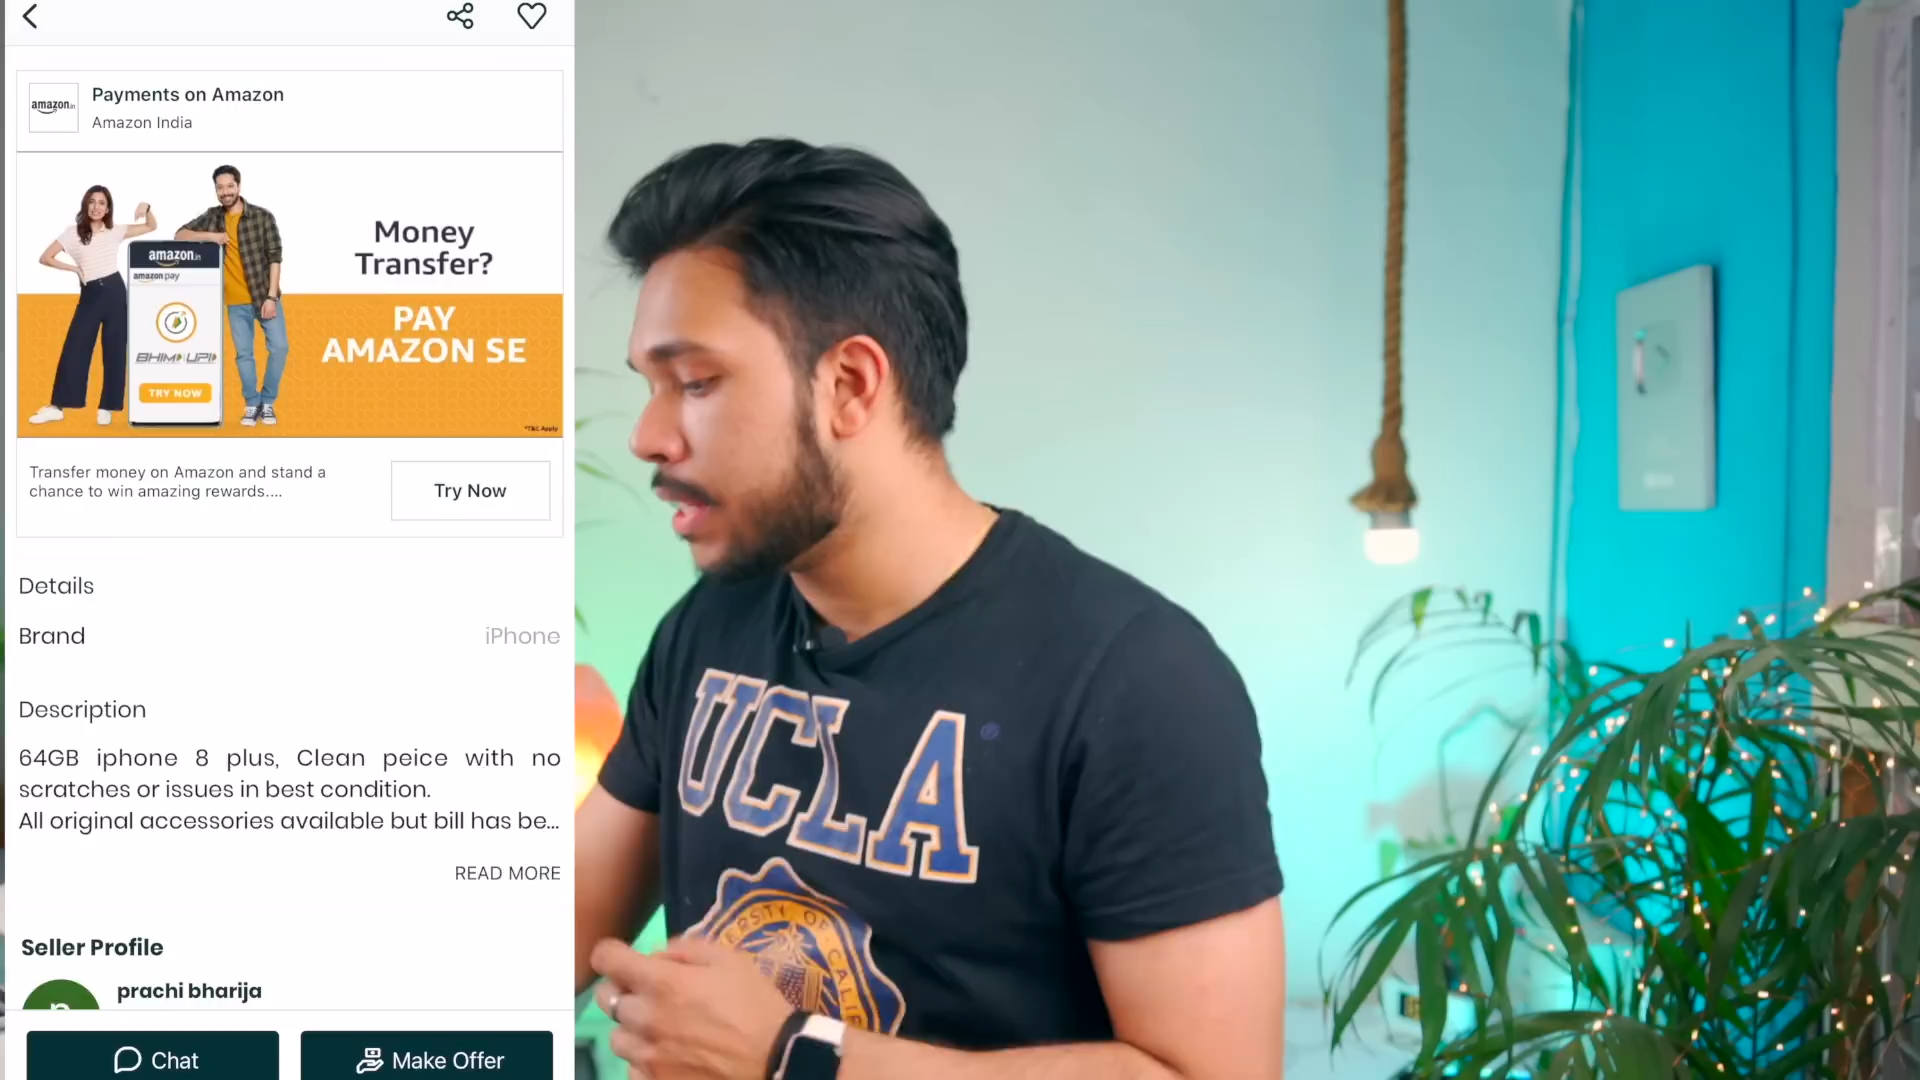 amazon.in
Payments on Amazon
Amazon India
Money
Transfer?
PAY
AMAZON SE
amazon.in
amazon pay
BHIM UPI
TRY NOW
*T&C Apply
Transfer money on Amazon and stand a
chance to win amazing rewards....
Try Now
Details
Brand
iPhone
Description
64GB iphone 8 plus, Clean peice with no
scratches or issues in best condition.
All original accessories available but bill has be...
READ MORE
Seller Profile
prachi bharija
Chat
Make Offer
UCLA